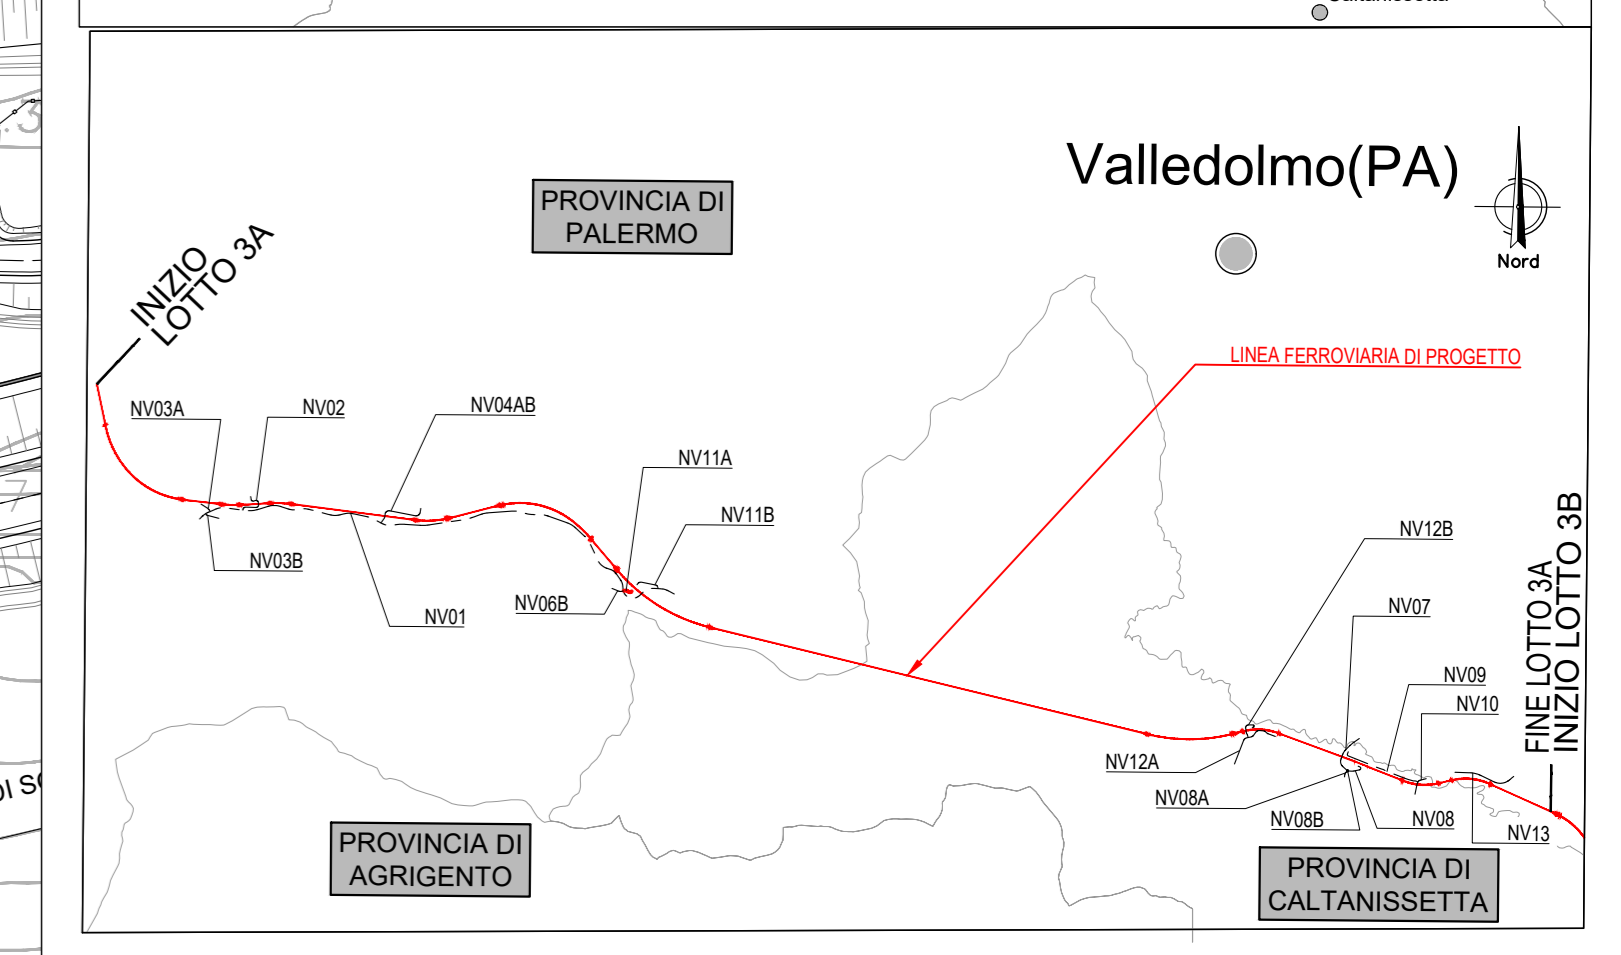 Valledolmo(PA)
PROVINCIA DI
PALERMO
Nord
INIZIO
LOTTO 3A
LINEA FERROVIARIA DI PROGETTO
NV03A
NV02
NV04AB
NV11A
NV11B
NV03B
NV01
NV06B
NV12B
NV07
NV09
NV10
FINE LOTTO 3A
INIZIO LOTTO 3B
NV12A
NV08A
NV08B
NV08
NV13
PROVINCIA DI
AGRIGENTO
PROVINCIA DI
CALTANISSETTA